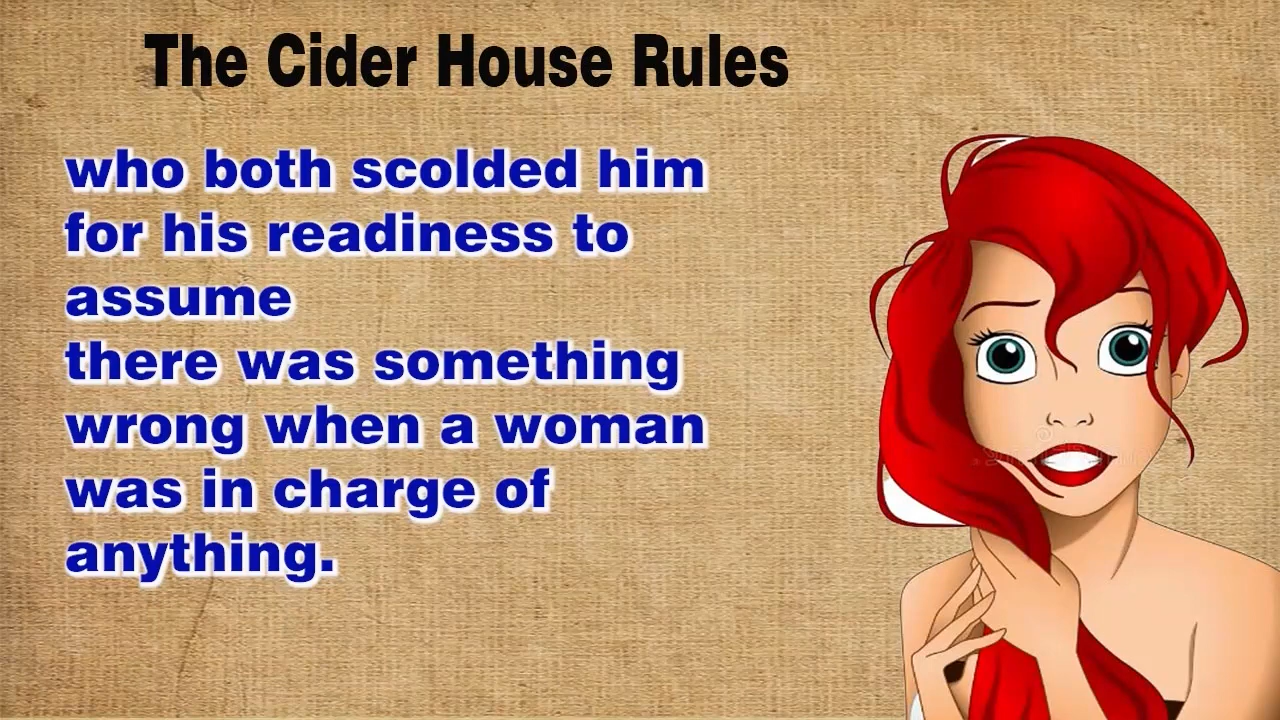 The Cider House Rules
who both scolded him
for his readiness to
assume
there was something
wrong when a woman
was in charge of
anything.